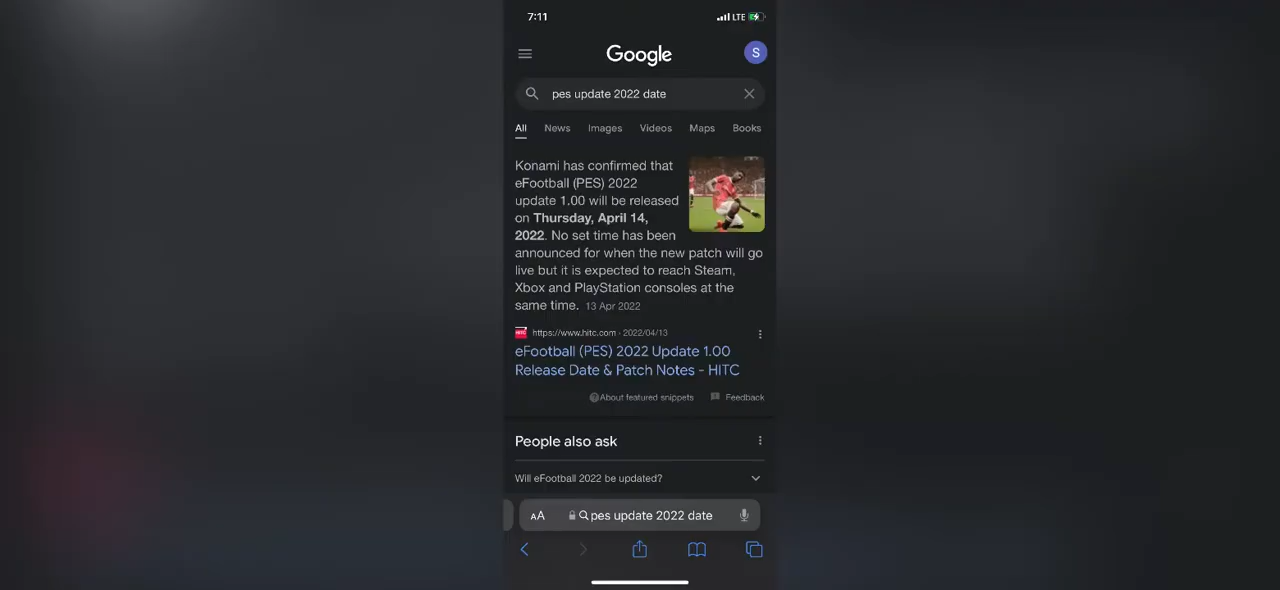 7:11
LTE
Google
S
pes update 2022 date
All News Images Videos Maps Books
Konami has confirmed that
eFootball (PES) 2022
update 1.00 will be released
on Thursday, April 14,
2022. No set time has been
announced for when the new patch will go
live but it is expected to reach Steam,
Xbox and PlayStation consoles at the
same time. 13 Apr 2022
HITC https://www.hitc.com › 2022/04/13
eFootball (PES) 2022 Update 1.00
Release Date & Patch Notes - HITC
About featured snippets Feedback
People also ask
Will eFootball 2022 be updated?
AA pes update 2022 date